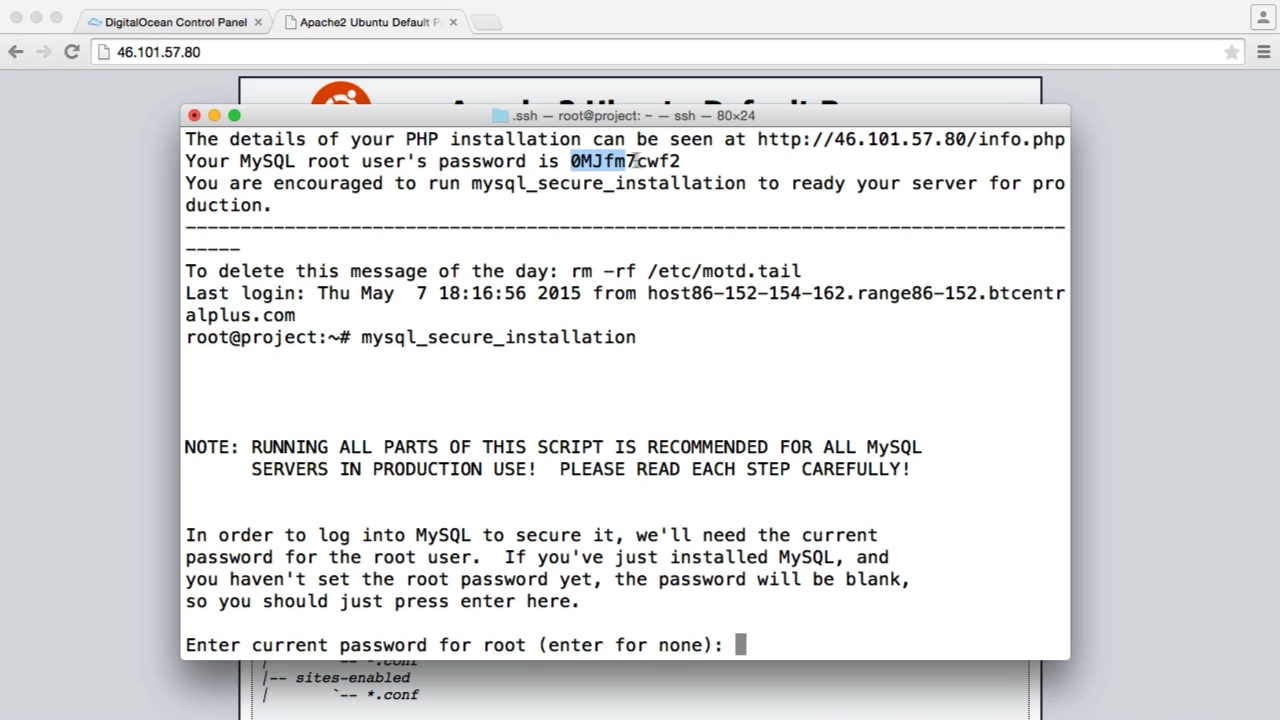 DigitalOcean Control Panel
Apache2 Ubuntu Default P
46.101.57.80
.ssh — root@project: ~ — ssh — 80×24
The details of your PHP installation can be seen at http://46.101.57.80/info.php
Your MySQL root user's password is 0MJfm7cwf2
You are encouraged to run mysql_secure_installation to ready your server for pro
duction.
--------------------------------------------------------------------------------
-----
To delete this message of the day: rm -rf /etc/motd.tail
Last login: Thu May  7 18:16:56 2015 from host86-152-154-162.range86-152.btcentr
alplus.com
root@project:~# mysql_secure_installation
NOTE: RUNNING ALL PARTS OF THIS SCRIPT IS RECOMMENDED FOR ALL MySQL
SERVERS IN PRODUCTION USE!  PLEASE READ EACH STEP CAREFULLY!
In order to log into MySQL to secure it, we'll need the current
password for the root user.  If you've just installed MySQL, and
you haven't set the root password yet, the password will be blank,
so you should just press enter here.
Enter current password for root (enter for none):
| `-- *.conf
|-- sites-enabled
| `-- *.conf